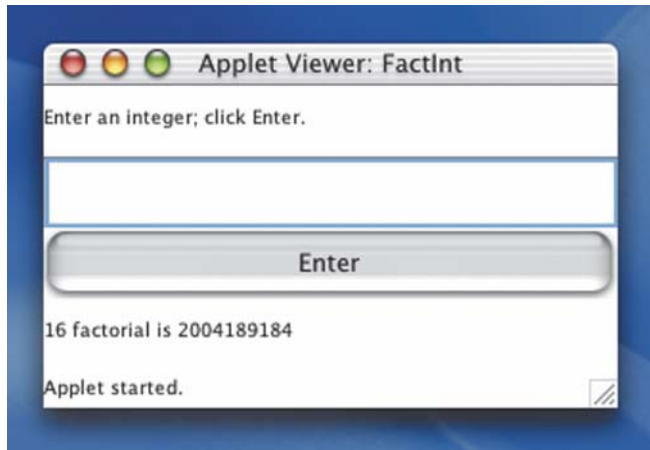 Applet Viewer: FactInt
Enter an integer; click Enter.
Enter
16 factorial is 2004189184
Applet started.